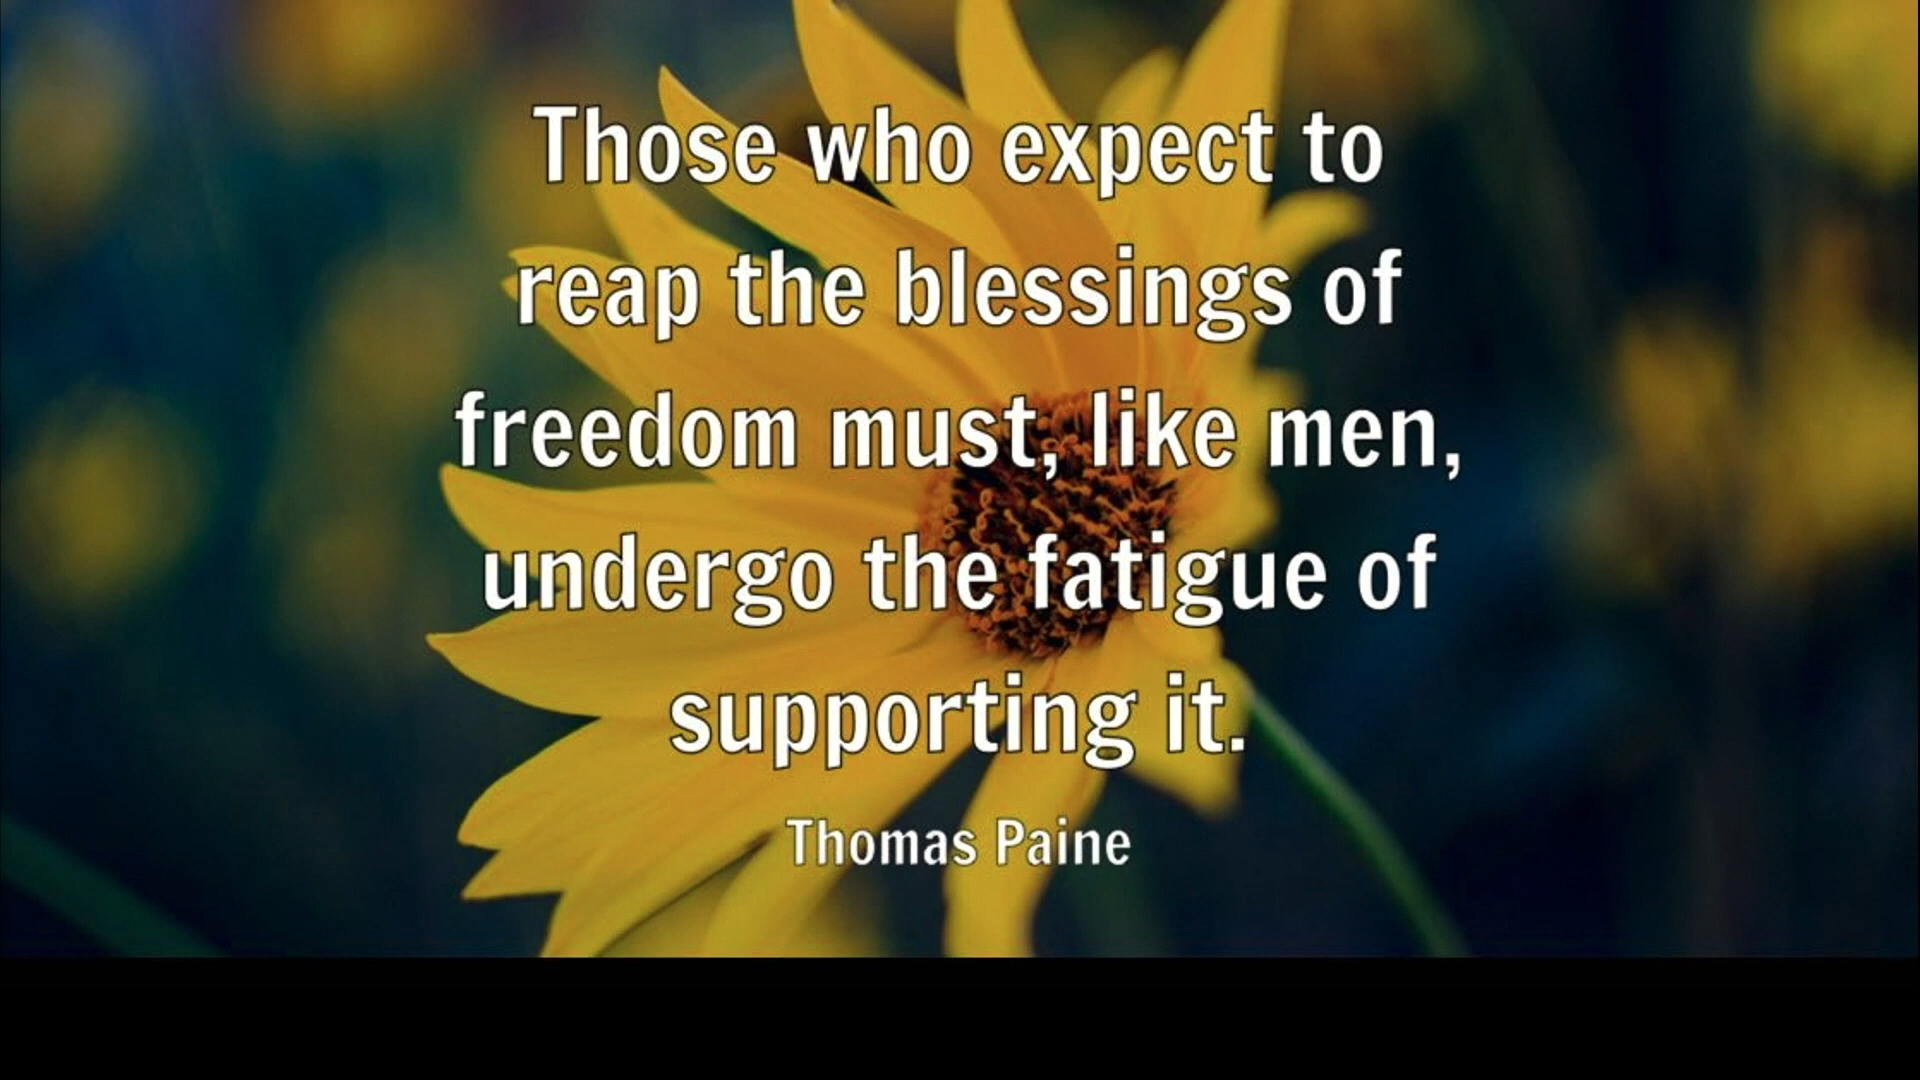 Those who expect to
reap the blessings of
freedom must, like men,
undergo the fatigue of
supporting it.
Thomas Paine